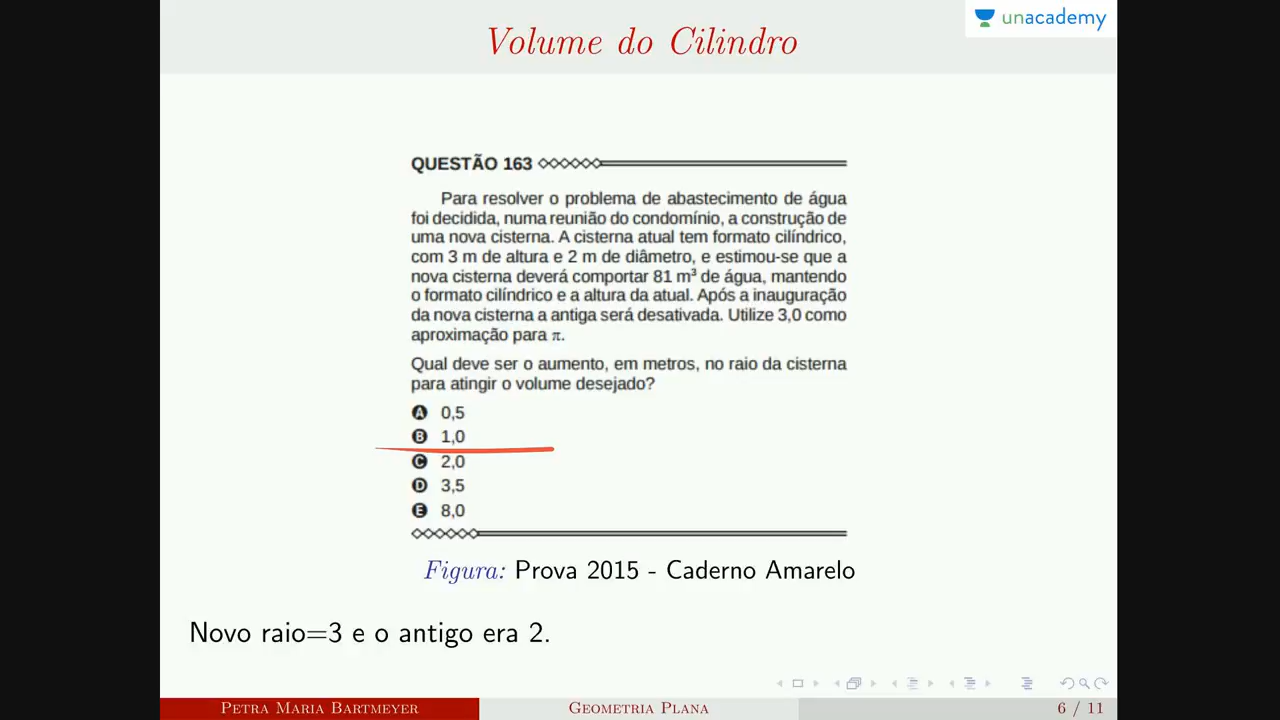 unacademy
Volume do Cilindro
QUESTÃO 163
Para resolver o problema de abastecimento de água
foi decidida, numa reunião do condomínio, a construção de
uma nova cisterna. A cisterna atual tem formato cilíndrico,
com 3 m de altura e 2 m de diâmetro, e estimou-se que a
nova cisterna deverá comportar 81 m³ de água, mantendo
o formato cilíndrico e a altura da atual. Após a inauguração
da nova cisterna a antiga será desativada. Utilize 3,0 como
aproximação para π.
Qual deve ser o aumento, em metros, no raio da cisterna
para atingir o volume desejado?
A 0,5
B 1,0
C 2,0
D 3,5
E 8,0
Figura: Prova 2015 - Caderno Amarelo
Novo raio=3 e o antigo era 2.
Petra Maria Bartmeyer
Geometria Plana
6 / 11